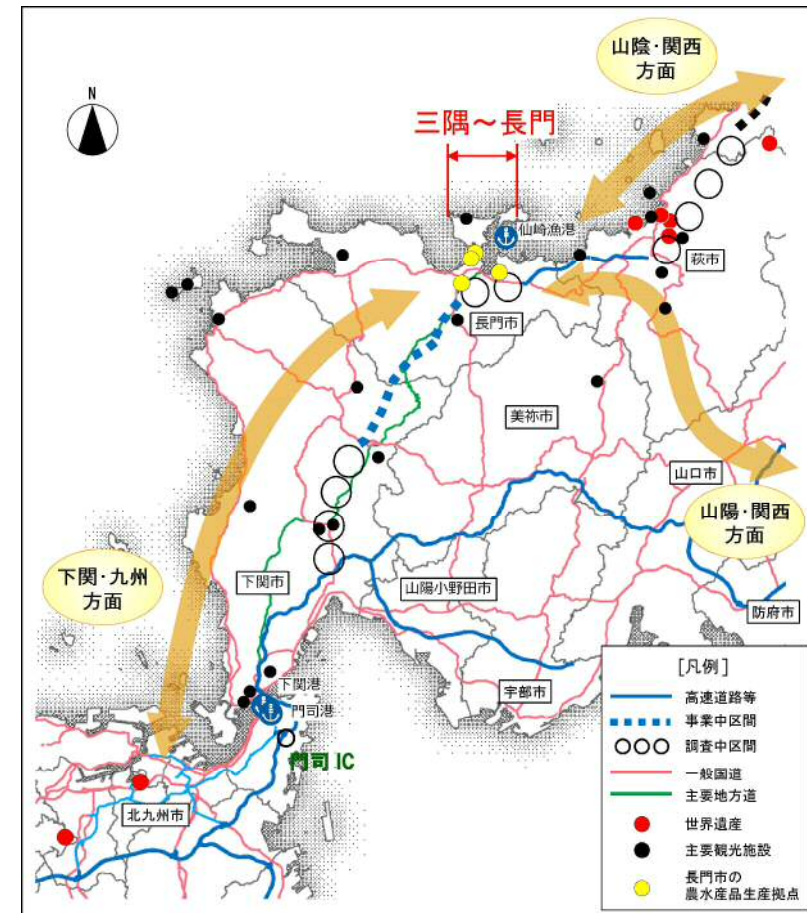 山陰・関西
方面
N
三隅～長門
仙崎漁港
萩市
長門市
美祢市
山口市
山陽・関西
方面
下関・九州
方面
下関市
山陽小野田市
防府市
宇部市
下関港
門司港
門司 IC
北九州市
[凡例]
高速道路等
事業中区間
調査中区間
一般国道
主要地方道
世界遺産
主要観光施設
長門市の
農水産品生産拠点